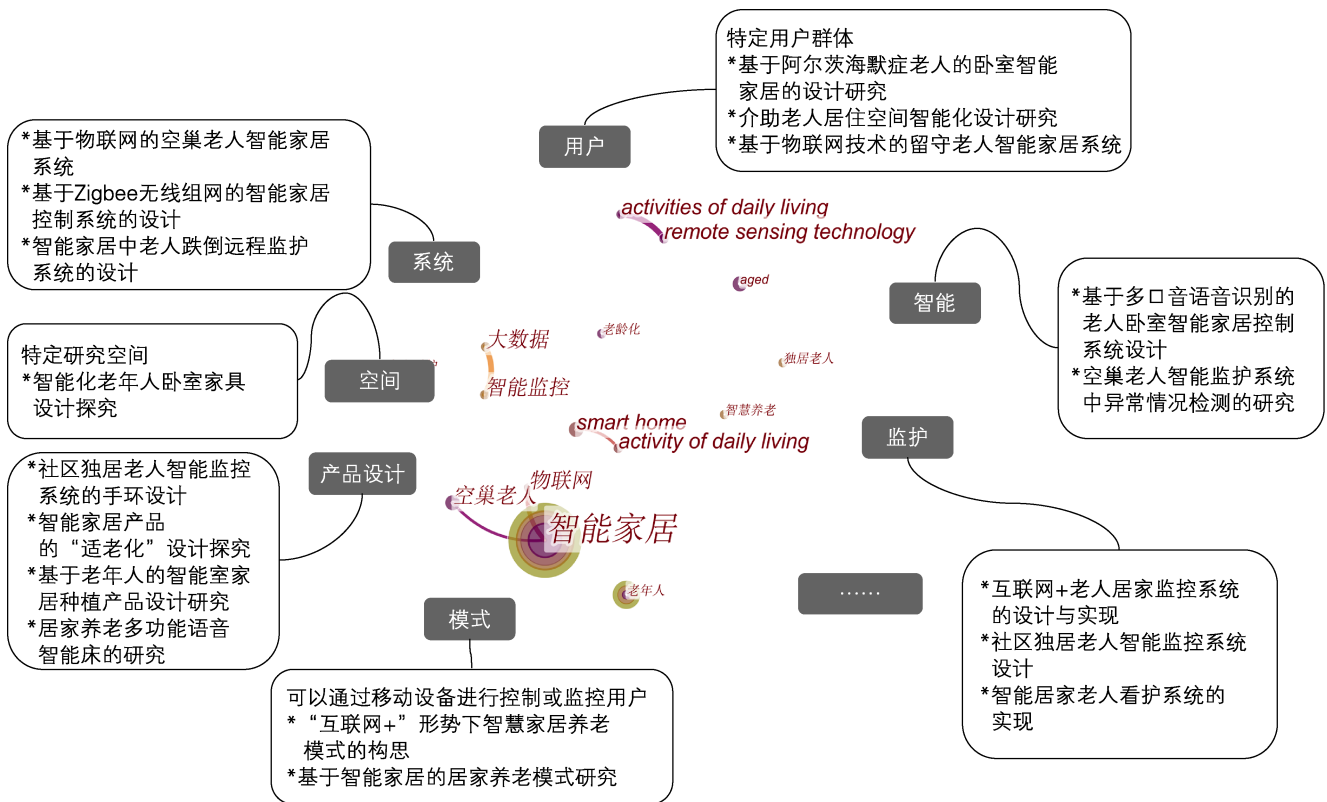 特定用户群体
*基于阿尔茨海默症老人的卧室智能
家居的设计研究
*介助老人居住空间智能化设计研究
*基于物联网技术的留守老人智能家居系统
用户
*基于物联网的空巢老人智能家居
系统
*基于Zigbee无线组网的智能家居
控制系统的设计
*智能家居中老人跌倒远程监护
系统的设计
系统
activities of daily living
remote sensing technology
aged
智能
*基于多口音语音识别的
老人卧室智能家居控制
系统设计
*空巢老人智能监护系统
中异常情况检测的研究
特定研究空间
*智能化老年人卧室家具
设计探究
空间
大数据
老龄化
智能监控
独居老人
智慧养老
smart home
activity of daily living
监护
产品设计
*社区独居老人智能监控
系统的手环设计
*智能家居产品
的“适老化”设计探究
*基于老年人的智能室家
居种植产品设计研究
*居家养老多功能语音
智能床的研究
物联网
空巢老人
智能家居
老年人
模式
······
*互联网+老人居家监控系统
的设计与实现
*社区独居老人智能监控系统
设计
*智能居家老人看护系统的
实现
可以通过移动设备进行控制或监控用户
*“互联网+”形势下智慧家居养老
模式的构思
*基于智能家居的居家养老模式研究